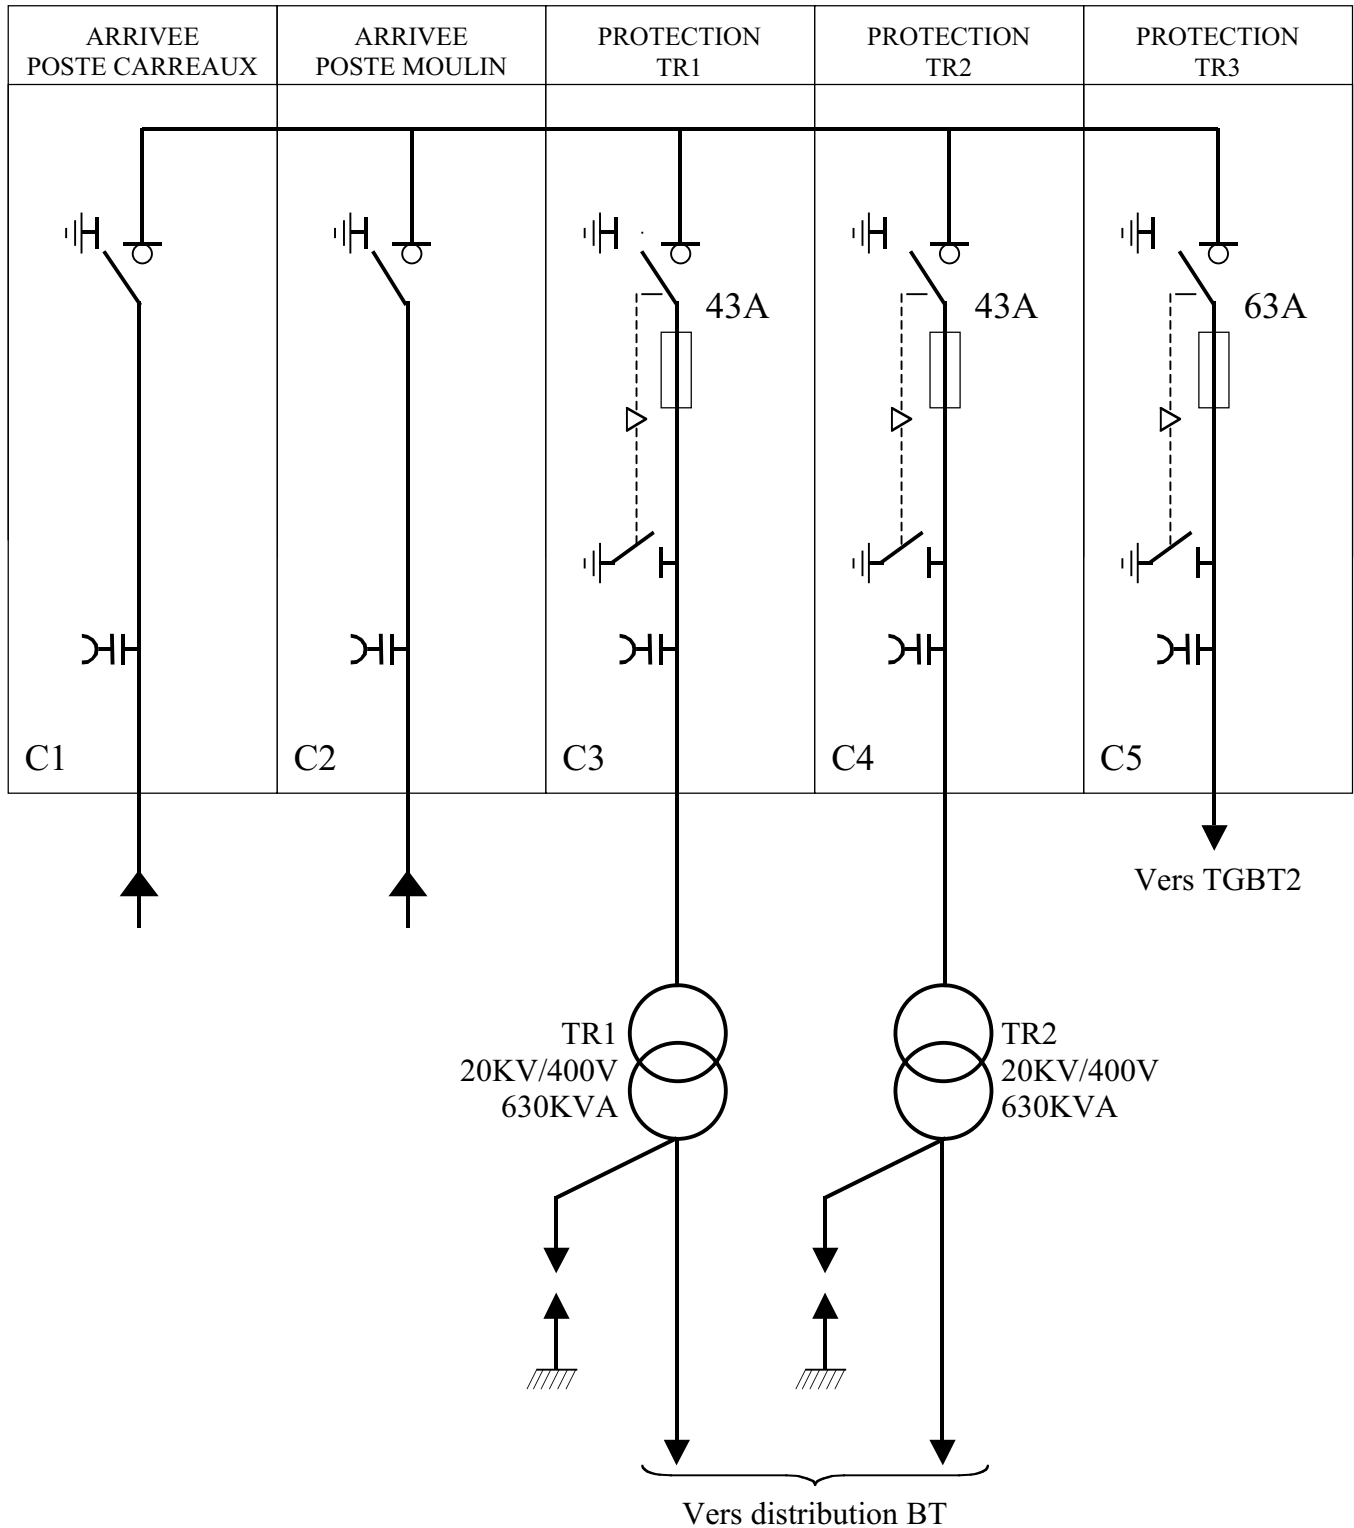 ARRIVEE
POSTE CARREAUX
ARRIVEE
POSTE MOULIN
PROTECTION
TR1
PROTECTION
TR2
PROTECTION
TR3
43A
43A
63A
C1
C2
C3
C4
C5
Vers TGBT2
TR1
20KV/400V
630KVA
TR2
20KV/400V
630KVA
Vers distribution BT